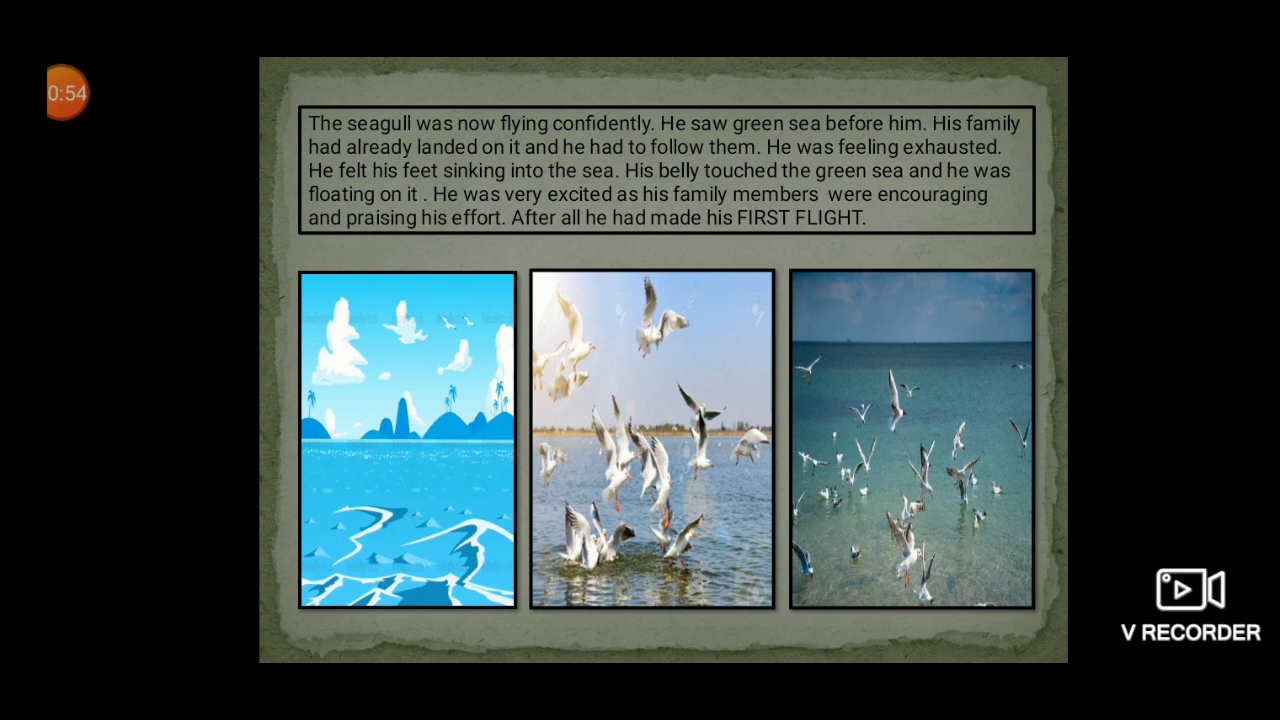 0:54
The seagull was now flying confidently. He saw green sea before him. His family
had already landed on it and he had to follow them. He was feeling exhausted.
He felt his feet sinking into the sea. His belly touched the green sea and he was
floating on it . He was very excited as his family members  were encouraging
and praising his effort. After all he had made his FIRST FLIGHT.
V RECORDER